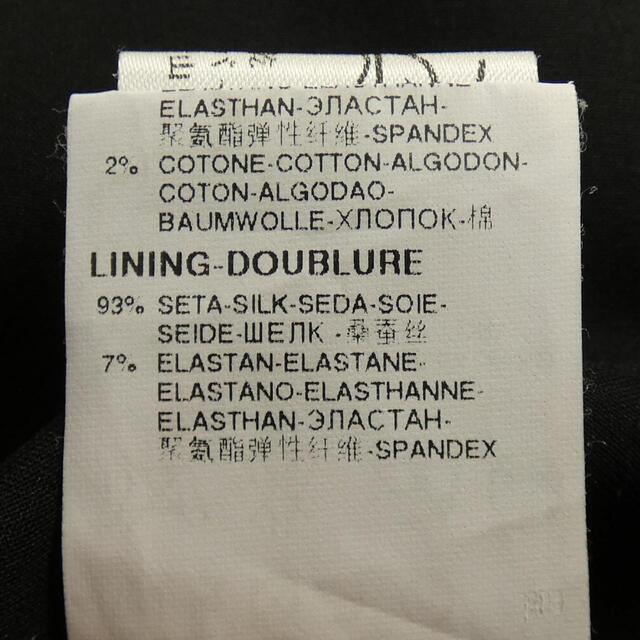 ELASTHAN-ЭЛАСТАН-
聚氨酯弹性纤维-SPANDEX
2% COTONE-COTTON-ALGODON-
COTON-ALGODAO-
BAUMWOLLE-ХЛОПОК-棉
LINING-DOUBLURE
93% SETA-SILK-SEDA-SOIE-
SEIDE-ШЕЛК-桑蚕丝
7% ELASTAN-ELASTANE-
ELASTANO-ELASTHANNE-
ELASTHAN-ЭЛАСТАН-
聚氨酯弹性纤维-SPANDEX